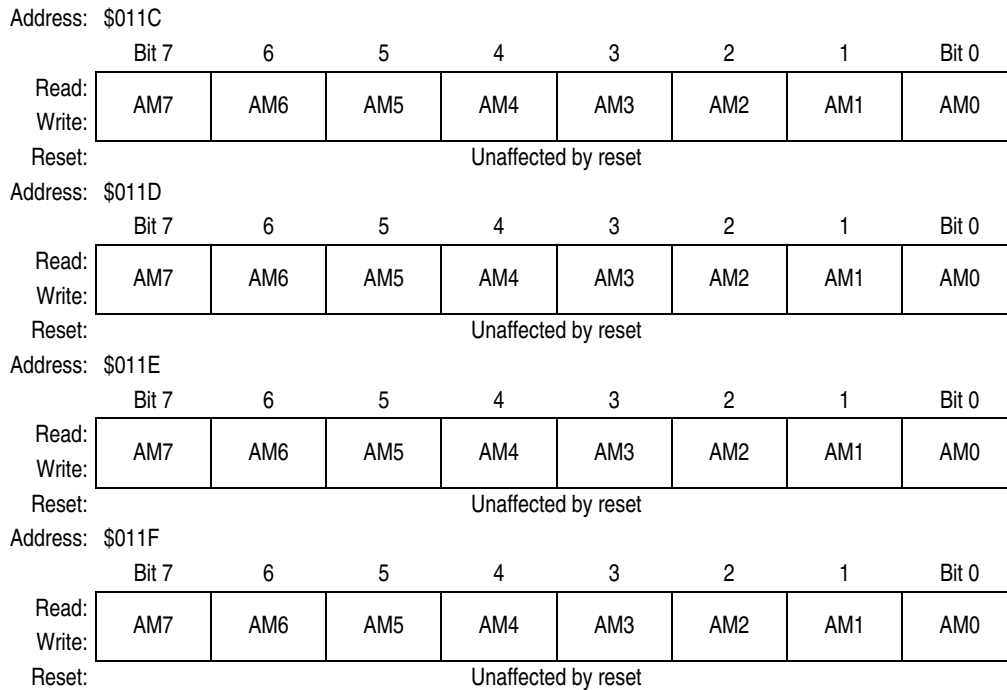 Address: $011C
Bit 7 6 5 4 3 2 1 Bit 0
Read:
AM7 AM6 AM5 AM4 AM3 AM2 AM1 AM0
Write:
Reset: Unaffected by reset
Address: $011D
Bit 7 6 5 4 3 2 1 Bit 0
Read:
AM7 AM6 AM5 AM4 AM3 AM2 AM1 AM0
Write:
Reset: Unaffected by reset
Address: $011E
Bit 7 6 5 4 3 2 1 Bit 0
Read:
AM7 AM6 AM5 AM4 AM3 AM2 AM1 AM0
Write:
Reset: Unaffected by reset
Address: $011F
Bit 7 6 5 4 3 2 1 Bit 0
Read:
AM7 AM6 AM5 AM4 AM3 AM2 AM1 AM0
Write:
Reset: Unaffected by reset